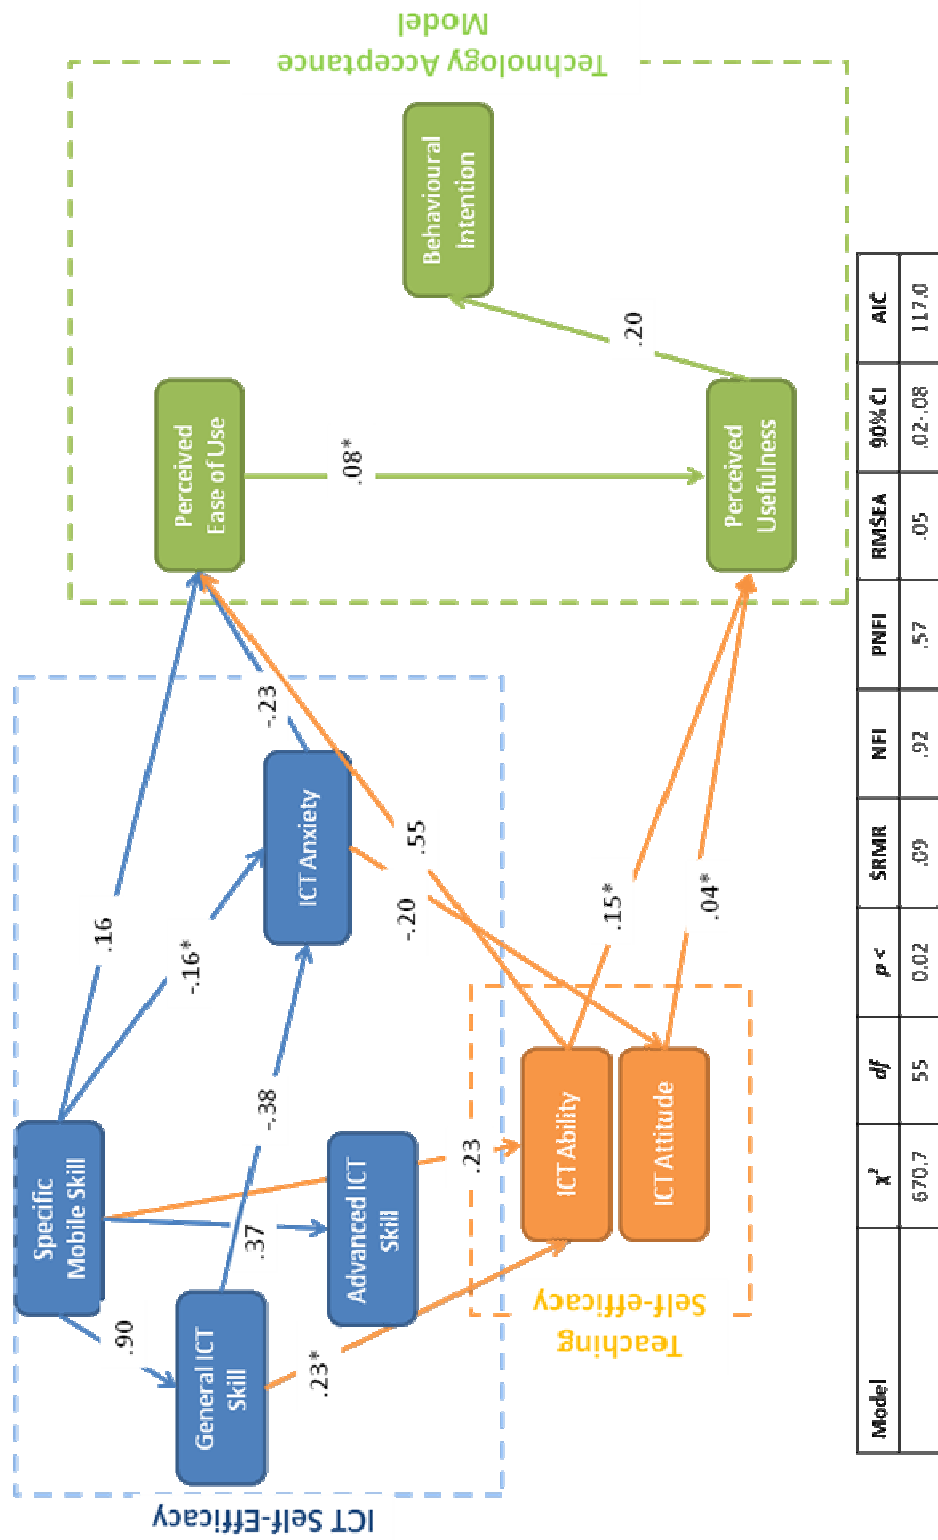 ICT Self-Efficacy
Specific
Mobile Skill
General ICT
Skill
Advanced ICT
Skill
ICT Anxiety
.90
.37
-.38
-.16*
.16
-.23
.23*
.23
Teaching
Self-efficacy
ICT Ability
ICT Attitude
-.20
.55
.15*
.04*
Technology Acceptance
Model
Perceived
Ease of Use
.08*
Perceived
Usefulness
.20
Behavioural
Intention
Model χ² df p < SRMR NFI PNFI RMSEA 90% CI AIC
670.7 55 0.02 .09 .92 .57 .05 .02-.08 117.0